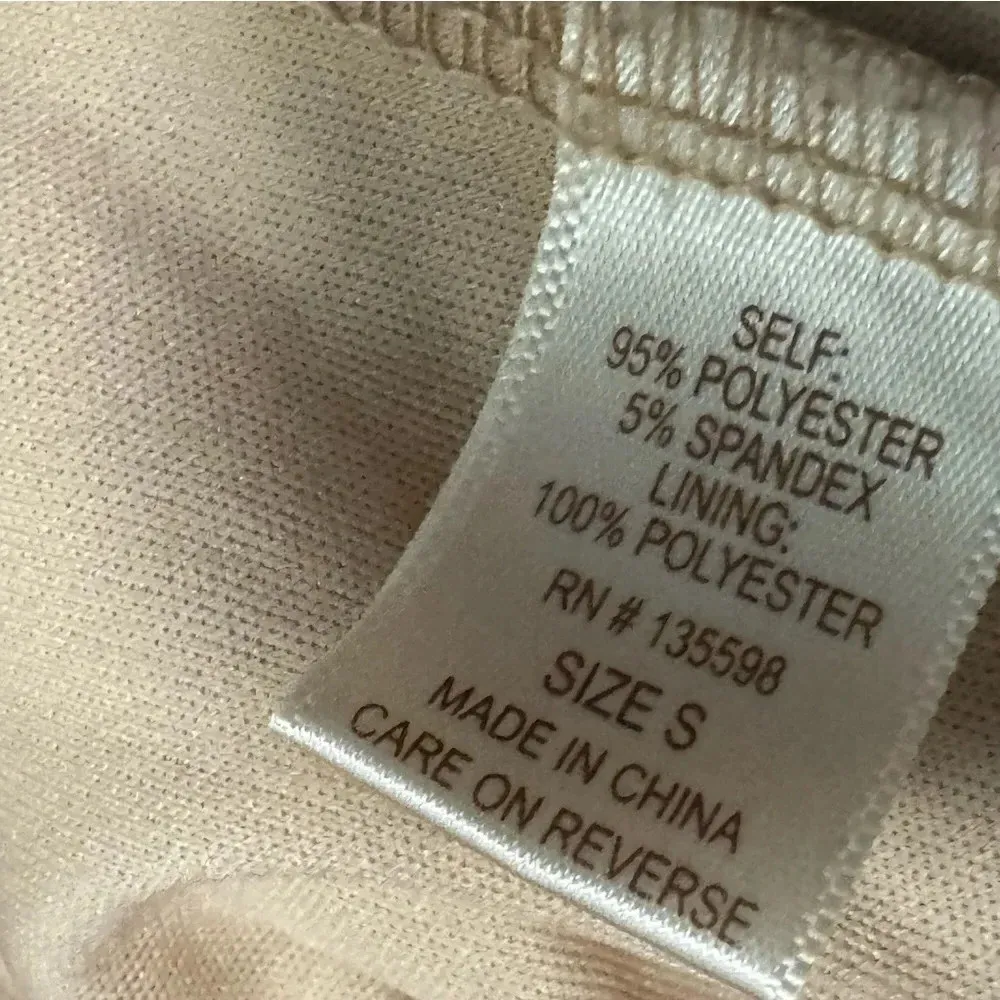 SELF:
95% POLYESTER
5% SPANDEX
LINING:
100% POLYESTER
RN # 135598
SIZE S
MADE IN CHINA
CARE ON REVERSE